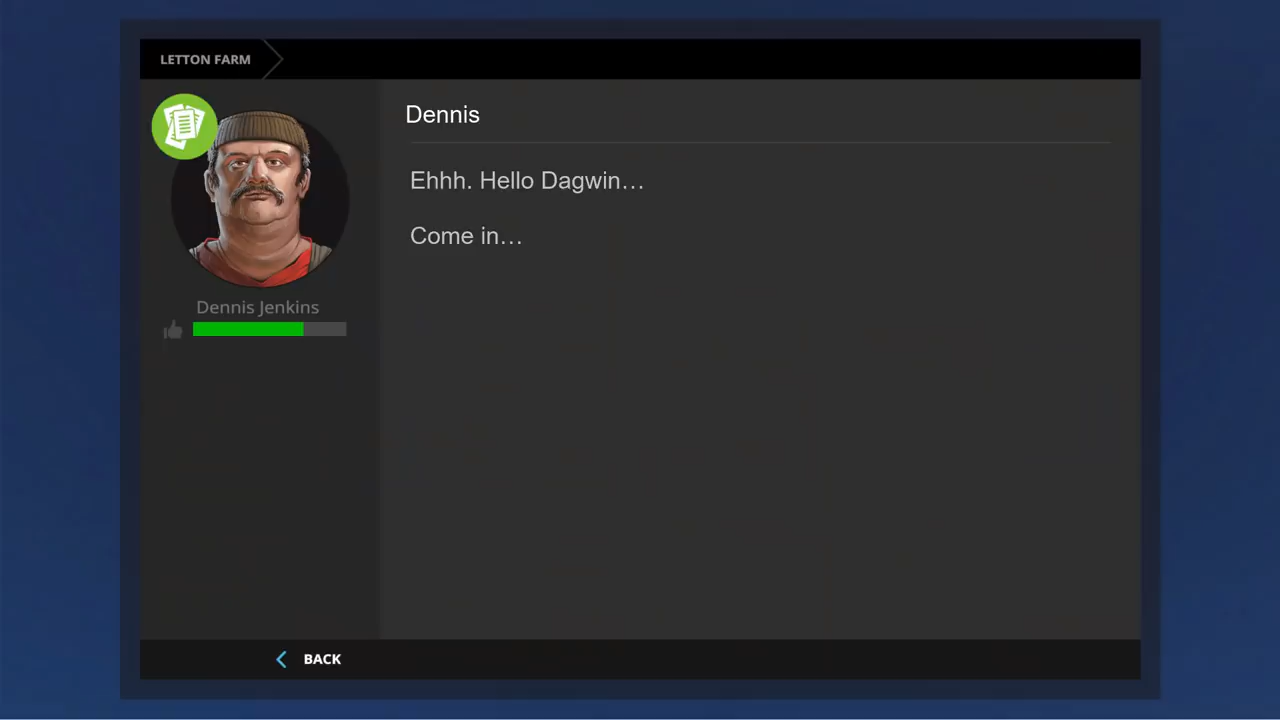 LETTON FARM
Dennis
Ehhh. Hello Dagwin…
Come in…
Dennis Jenkins
BACK